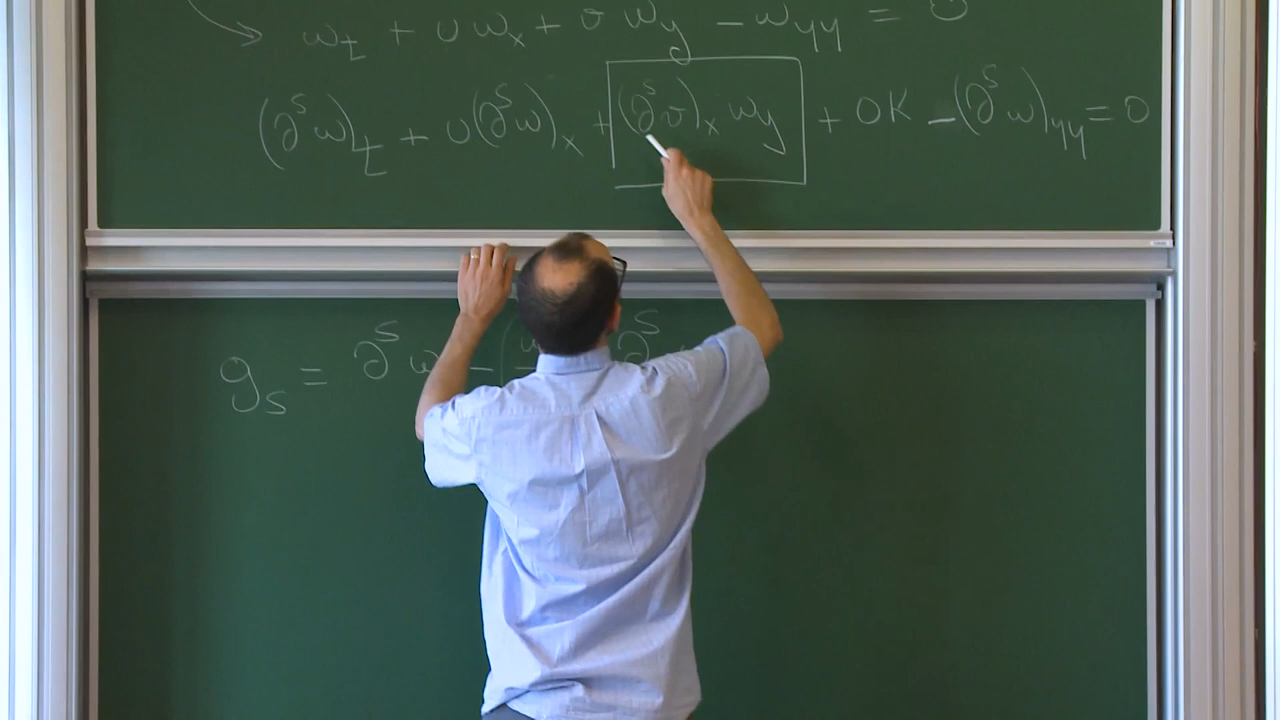 ω_t + υ ω_x + v ω_y - ω_yy = 0
(∂^s ω)_t + υ(∂^s ω)_x + (∂^s v)_x ω_y + OK - (∂^s ω)_yy = 0
g_s = ∂^s ω - ( ∂^s